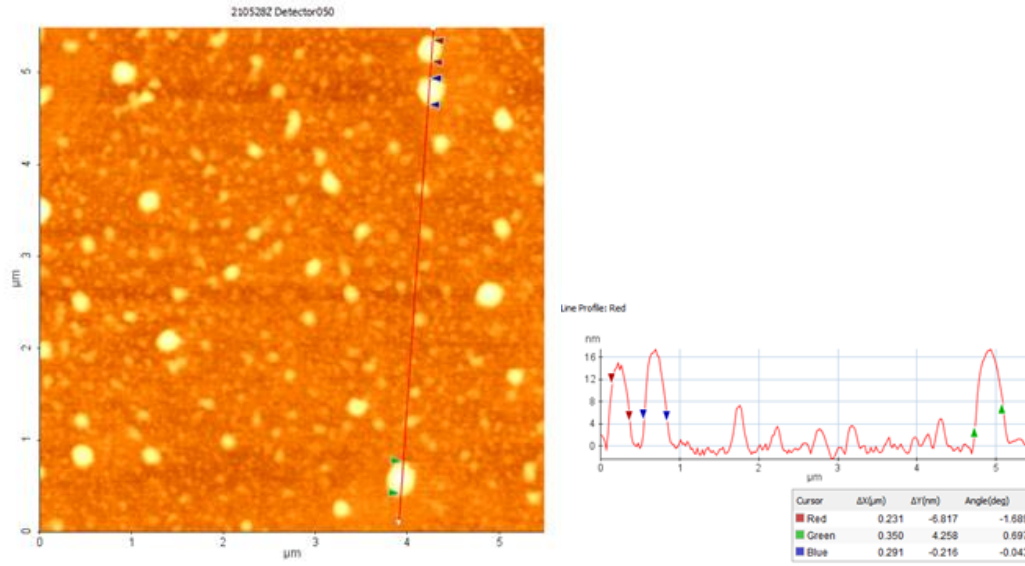 210528Z Detector050
5
4
3
2
1
0
µm
0
1
2
3
4
5
µm
Line Profile: Red
nm
16
12
8
4
0
0
1
2
3
4
5
µm
Cursor ΔX(µm) ΔY(nm) Angle(deg)
Red 0.231 -6.817
Green 0.350 4.258
Blue 0.291 -0.216